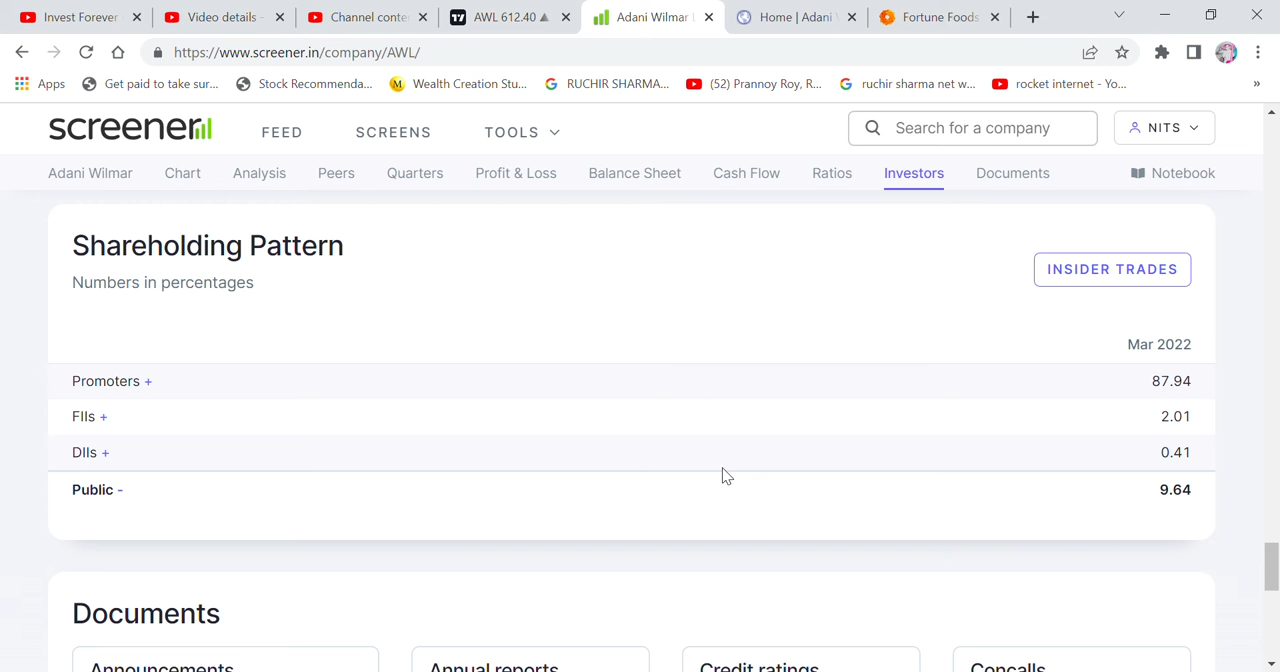 Invest Forever
Video details -
Channel conte
AWL 612.40
Adani Wilmar
Home | Adani
Fortune Foods
https://www.screener.in/company/AWL/
Apps
Get paid to take sur...
Stock Recommenda...
Wealth Creation Stu...
RUCHIR SHARMA...
(52) Prannoy Roy, R...
ruchir sharma net w...
rocket internet - Yo...
screener
FEED
SCREENS
TOOLS
Search for a company
NITS
Adani Wilmar
Chart
Analysis
Peers
Quarters
Profit & Loss
Balance Sheet
Cash Flow
Ratios
Investors
Documents
Notebook
Shareholding Pattern
Numbers in percentages
INSIDER TRADES
Mar 2022
Promoters + 87.94
FIIs + 2.01
DIIs + 0.41
Public - 9.64
Documents
Announcements
Annual reports
Credit ratings
Concalls